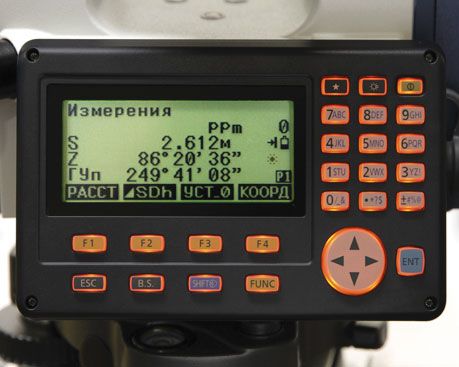 Измерения
ppm 0
S 2.612м
Z 86°20'36"
ГУп 249°41'08" P1
РАССТ ◢SDh УСТ_0 КООРД
7ABC 8DEF 9GHI
4JKL 5MNO 6PQR
1STU 2VWX 3YZ!
0/_& •*?$ ±#%@
F1 F2 F3 F4
ENT
ESC B.S. SHIFT FUNC